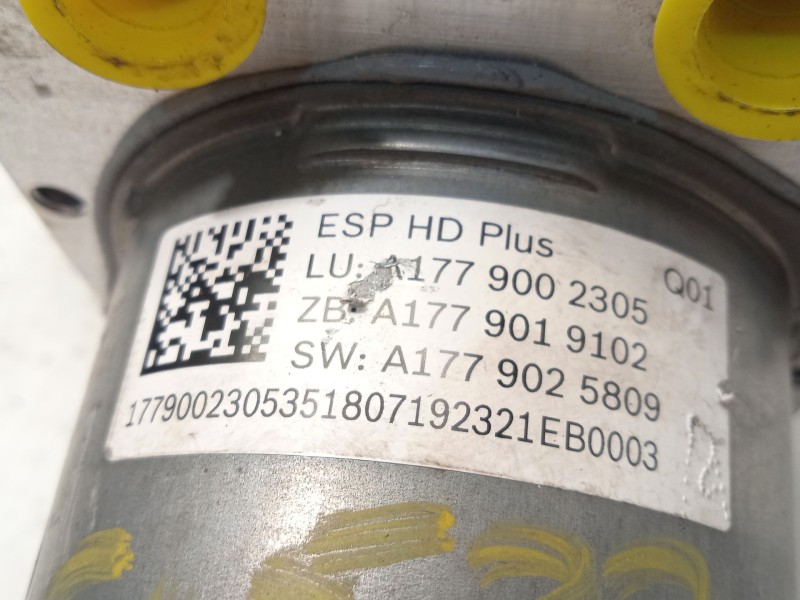 ESP HD Plus
Q01
LU: A177 900 2305
ZB: A177 901 9102
SW: A177 902 5809
1779002305351807192321EB0003